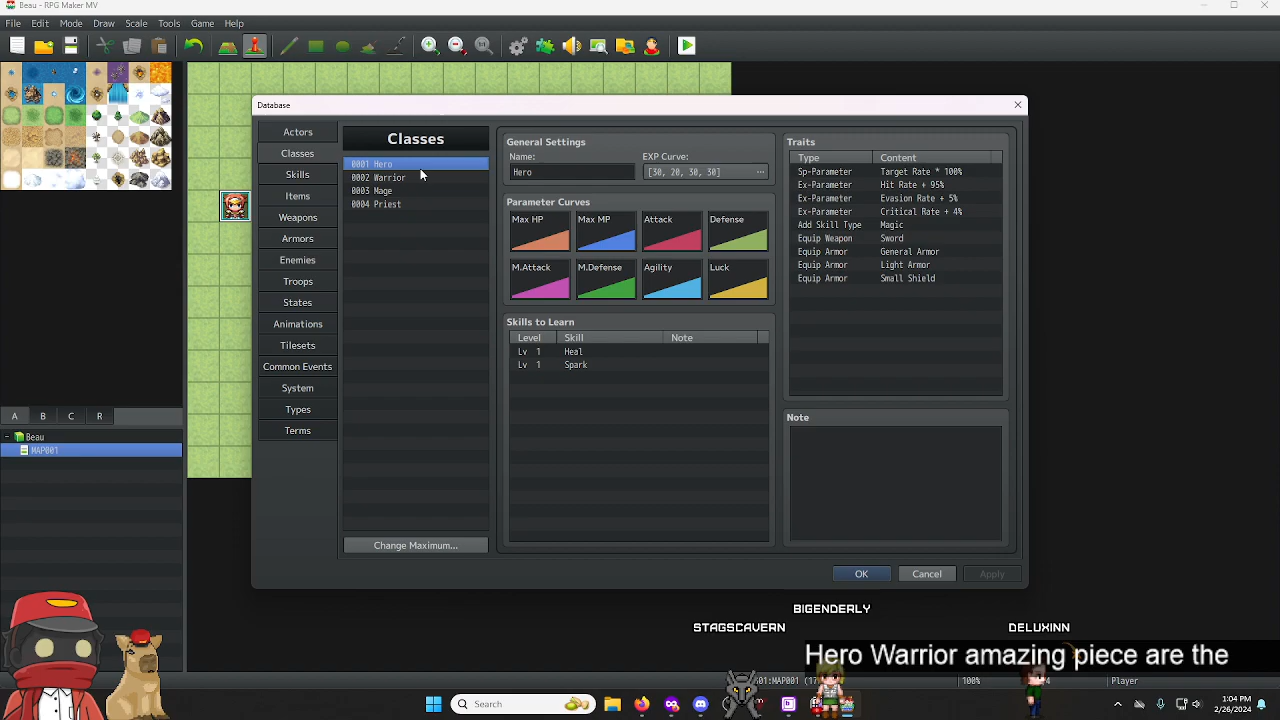 Beau - RPG Maker MV
File Edit Mode Draw Scale Tools Game Help
Database
Actors
Classes
Skills
Items
Weapons
Armors
Enemies
Troops
States
Animations
Tilesets
Common Events
System
Types
Terms
Classes
0001 Hero
0002 Warrior
0003 Mage
0004 Priest
Change Maximum...
General Settings
Name: EXP Curve:
Hero [30, 20, 30, 30] ...
Parameter Curves
Max HP Max MP Attack Defense
M.Attack M.Defense Agility Luck
Skills to Learn
Level Skill Note
Lv 1 Heal
Lv 1 Spark
Traits
Type Content
Sp-Parameter Target Rate * 100%
Ex-Parameter Hit Rate + 95%
Ex-Parameter Evasion Rate + 5%
Ex-Parameter Critical Rate + 4%
Add Skill Type Magic
Equip Weapon Sword
Equip Armor General Armor
Equip Armor Light Armor
Equip Armor Small Shield
Note
OK Cancel Apply
A B C R
Beau
MAP001
BIGENDERLY
STAGSCAVERN DELUXINN
Hero Warrior amazing piece are the
100% Player
Search
1:04 PM
2/26/2024